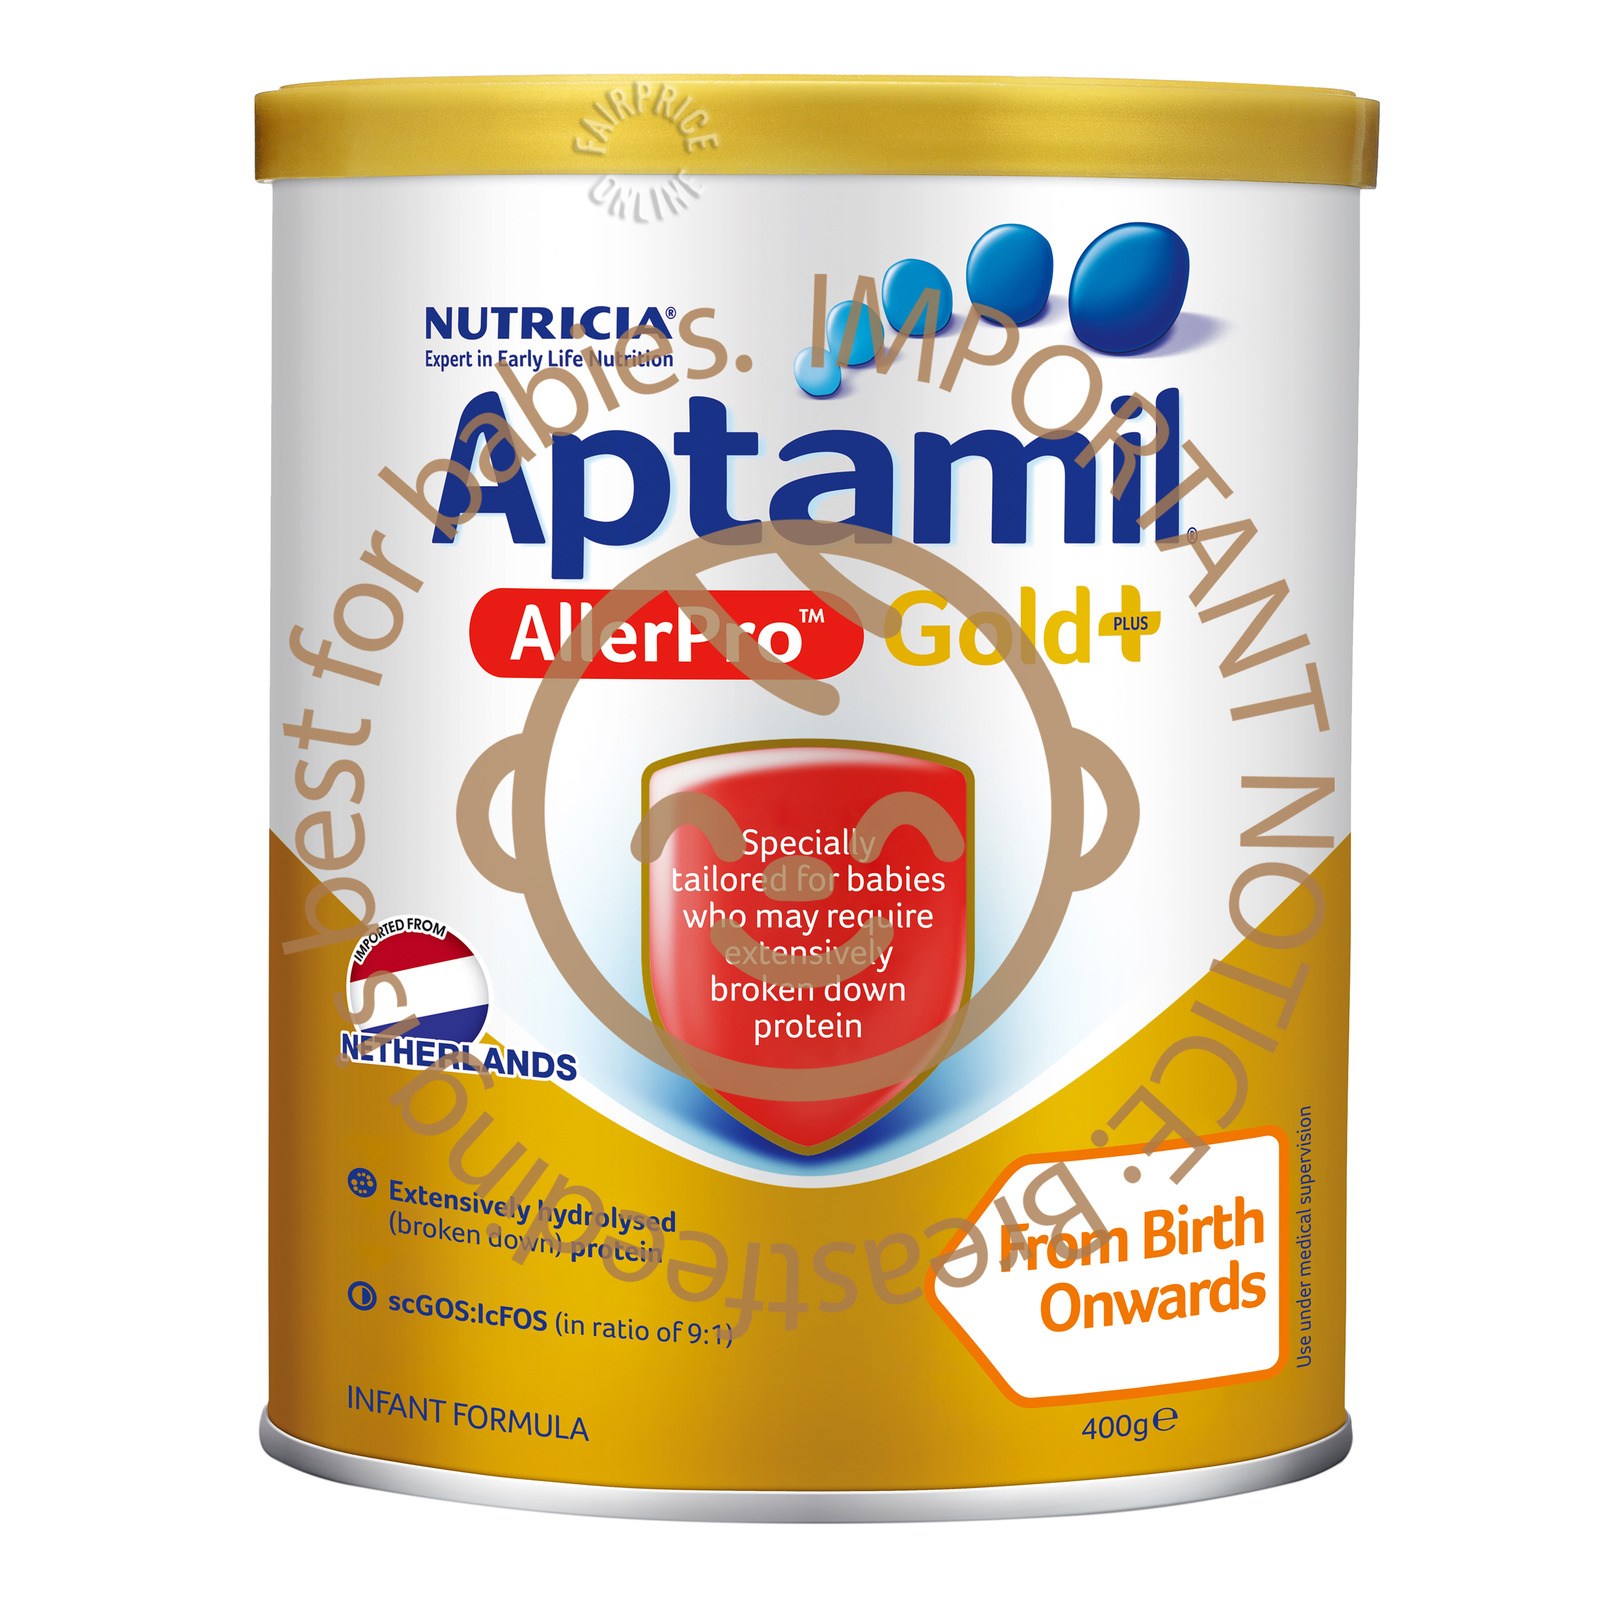 FAIRPRICE
ONLINE
NUTRICIA®
Expert in Early Life Nutrition
Aptamil®
AllerPro™ Gold+
PLUS
Specially
tailored for babies
who may require
extensively
broken down
protein
IMPORTED FROM
NETHERLANDS
Extensively hydrolysed
(broken down) protein
scGOS:lcFOS (in ratio of 9:1)
INFANT FORMULA
From Birth
Onwards
Use under medical supervision
400g℮
IMPORTANT NOTICE: Breastfeeding is best for babies.